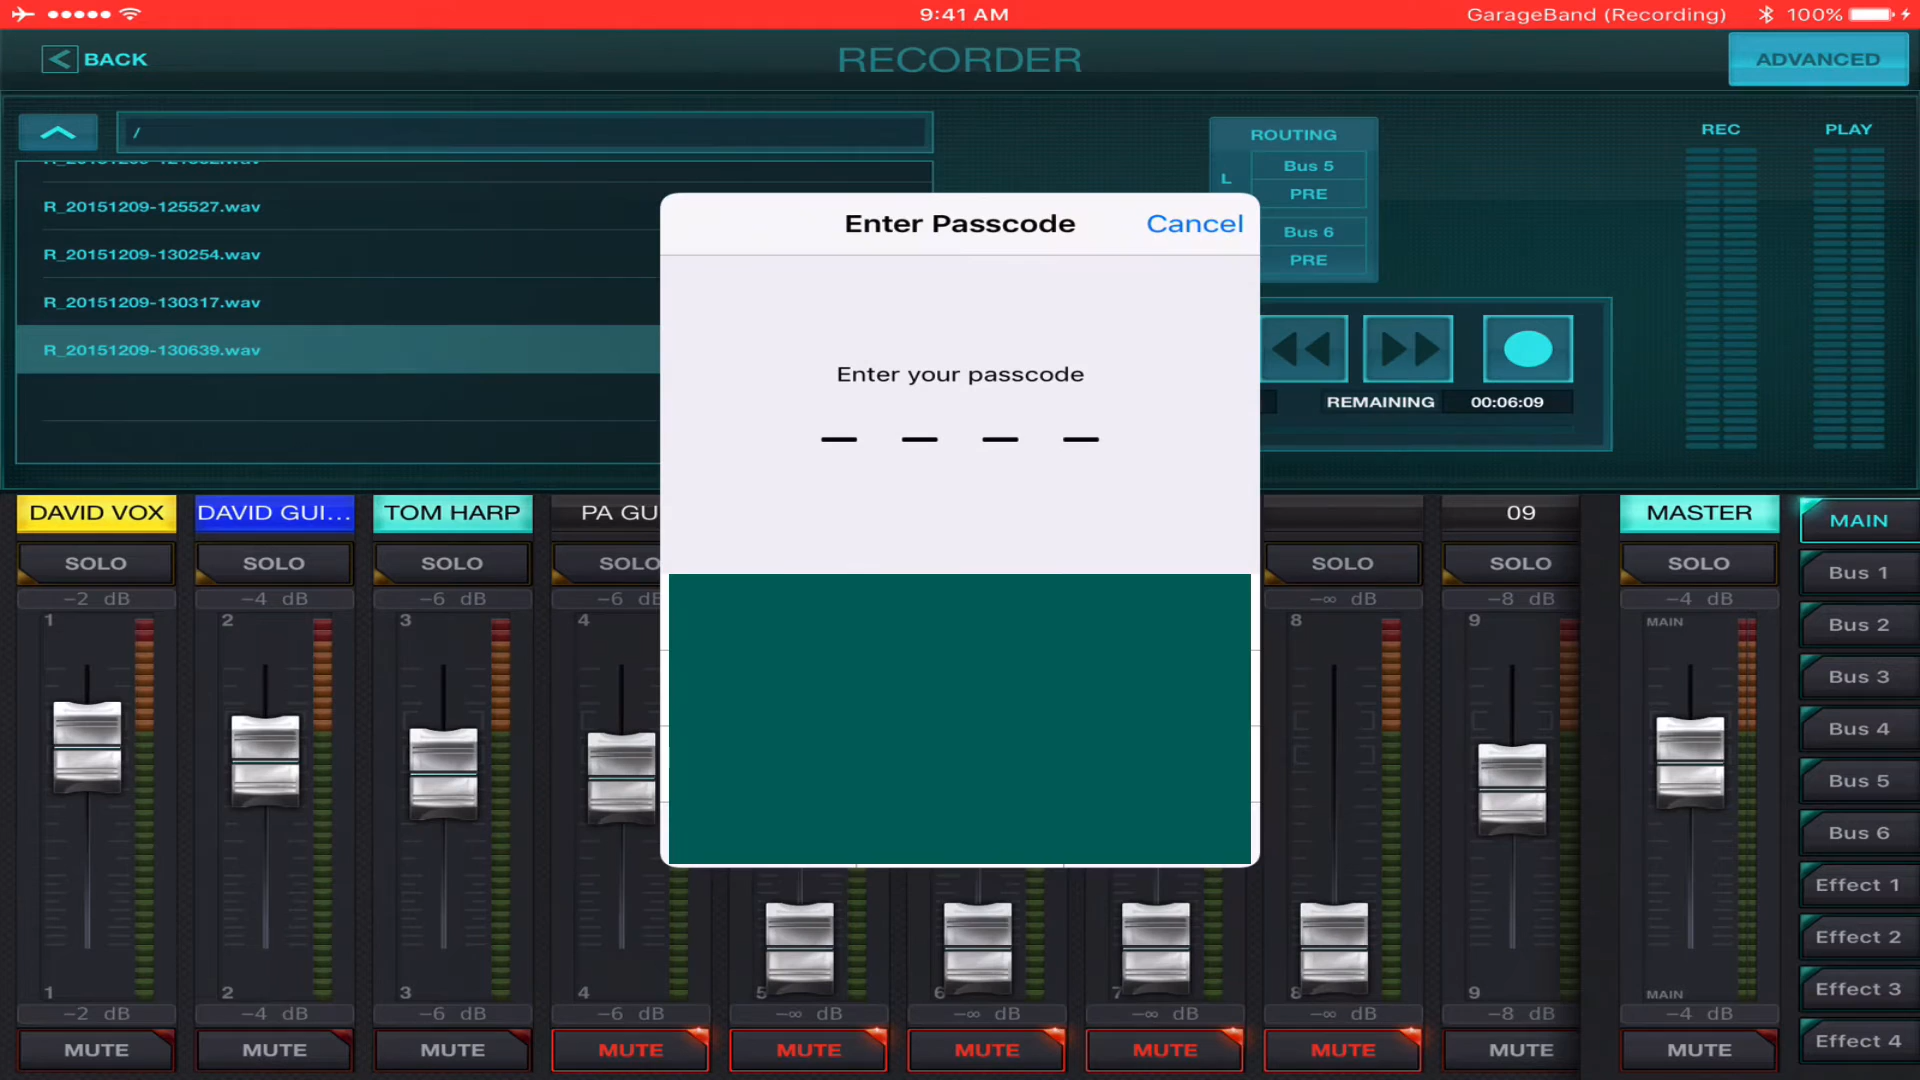 9:41 AM
GarageBand (Recording) 100%
BACK
RECORDER
ADVANCED
/
R_20151209-125527.wav
R_20151209-130254.wav
R_20151209-130317.wav
R_20151209-130639.wav
ROUTING
L
Bus 5
PRE
Bus 6
PRE
REC PLAY
REMAINING 00:06:09
Enter Passcode
Cancel
Enter your passcode
DAVID VOX DAVID GUI... TOM HARP PA GU 09 MASTER
SOLO SOLO SOLO SOLO SOLO SOLO SOLO
-2 dB -4 dB -6 dB -6 dB -∞ dB -8 dB -4 dB
1 2 3 4 8 9 MAIN
1 2 3 4 5 6 7 8 9 MAIN
-2 dB -4 dB -6 dB -6 dB -∞ dB -∞ dB -∞ dB -∞ dB -8 dB -4 dB
MUTE MUTE MUTE MUTE MUTE MUTE MUTE MUTE MUTE MUTE
MAIN
Bus 1
Bus 2
Bus 3
Bus 4
Bus 5
Bus 6
Effect 1
Effect 2
Effect 3
Effect 4